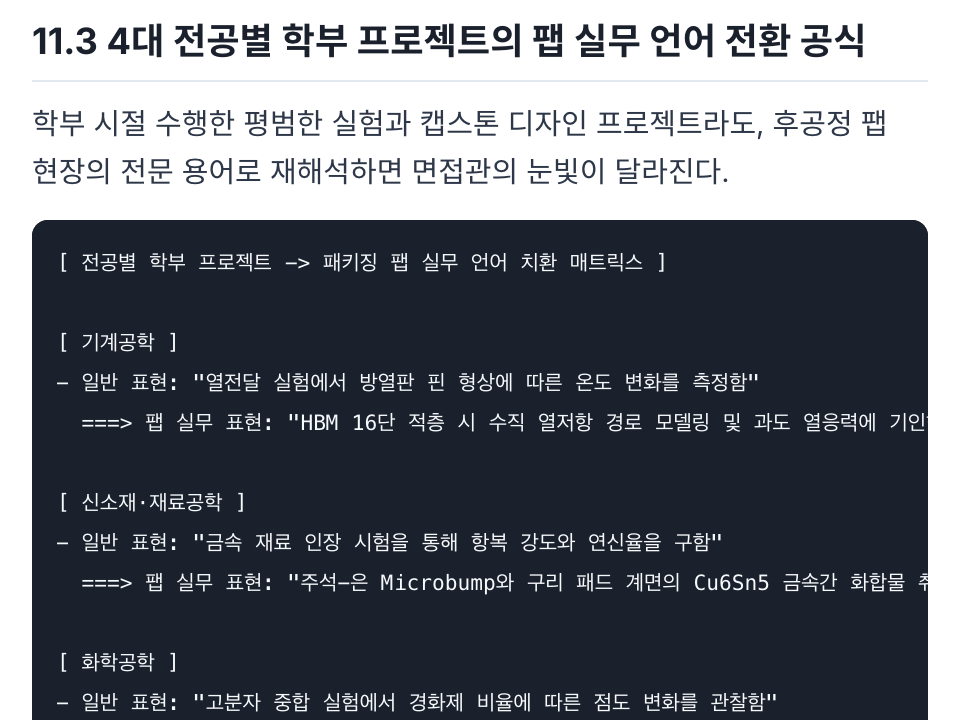 11.3 4대 전공별 학부 프로젝트의 팹 실무 언어 전환 공식
학부 시절 수행한 평범한 실험과 캡스톤 디자인 프로젝트라도, 후공정 팹
현장의 전문 용어로 재해석하면 면접관의 눈빛이 달라진다.
[ 전공별 학부 프로젝트 —> 패키징 팹 실무 언어 치환 매트릭스 ]
[ 기계공학 ]
— 일반 표현: "열전달 실험에서 방열판 핀 형상에 따른 온도 변화를 측정함"
===> 팹 실무 표현: "HBM 16단 적층 시 수직 열저항 경로 모델링 및 과도 열응력에 기인
[ 신소재·재료공학 ]
— 일반 표현: "금속 재료 인장 시험을 통해 항복 강도와 연신율을 구함"
===> 팹 실무 표현: "주석—은 Microbump와 구리 패드 계면의 Cu6Sn5 금속간 화합물
[ 화학공학 ]
— 일반 표현: "고분자 중합 실험에서 경화제 비율에 따른 점도 변화를 관찰함"